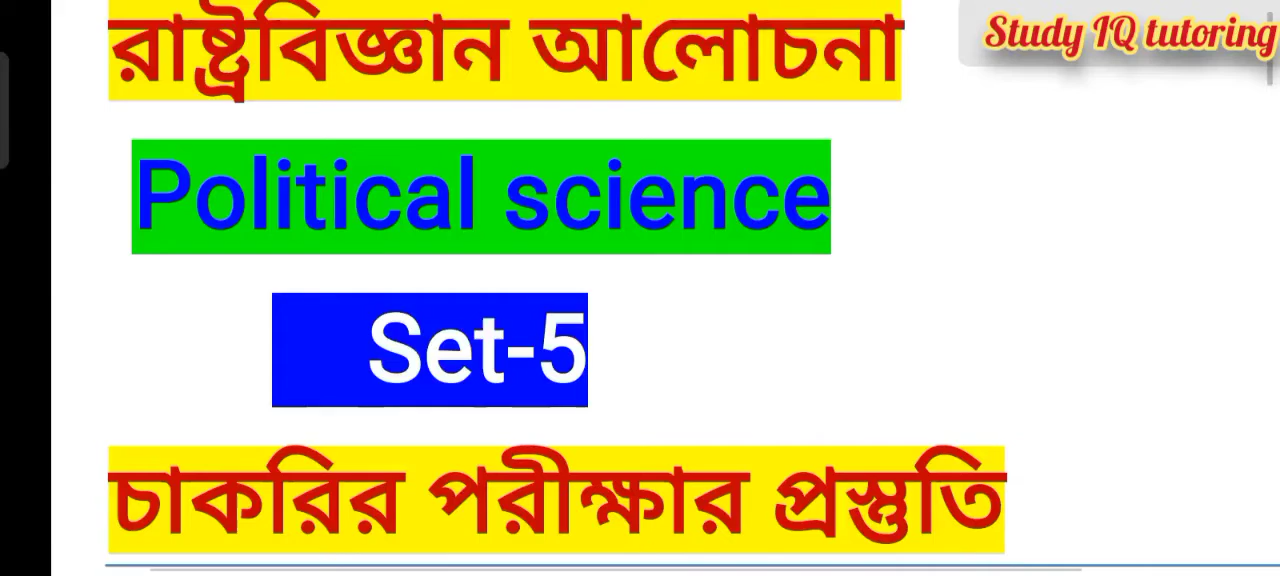 রাষ্ট্রবিজ্ঞান আলোচনা
Study IQ tutoring
Political science
Set-5
চাকরির পরীক্ষার প্রস্তুতি